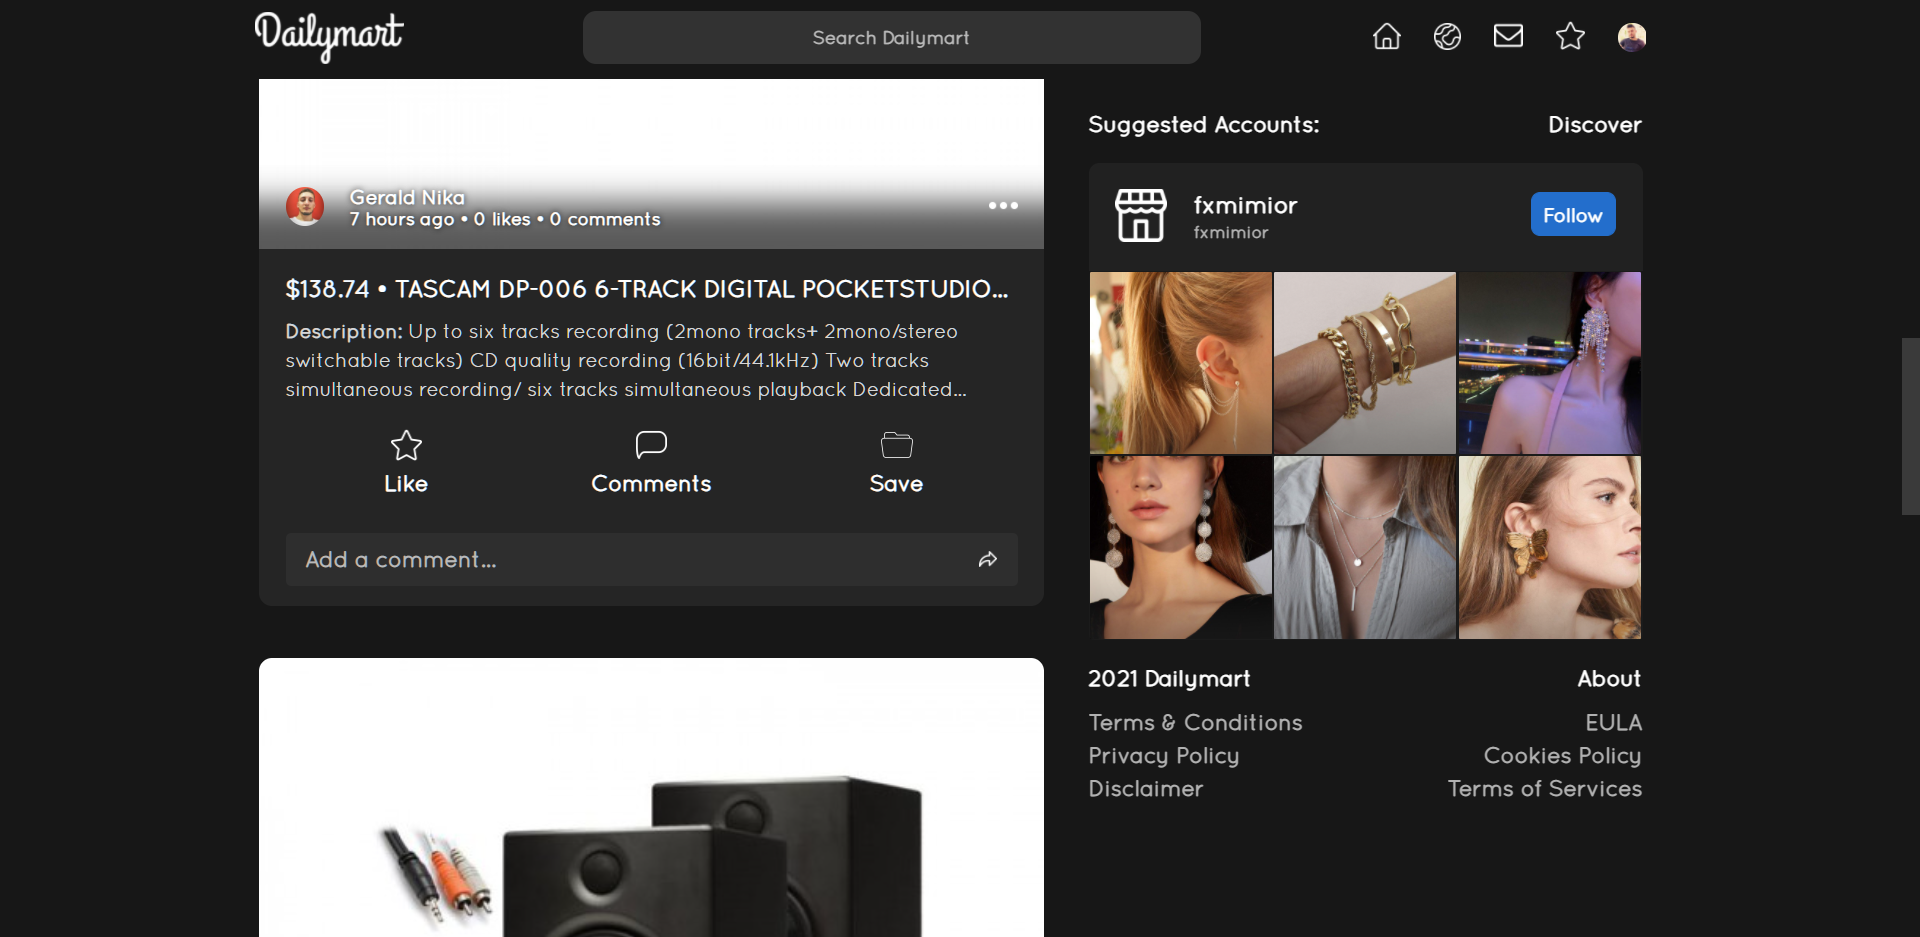 Dailymart
Search Dailymart
Gerald Nika
7 hours ago • 0 likes • 0 comments
$138.74 • TASCAM DP-006 6-TRACK DIGITAL POCKETSTUDIO...
Description: Up to six tracks recording (2mono tracks+ 2mono/stereo
switchable tracks) CD quality recording (16bit/44.1kHz) Two tracks
simultaneous recording/ six tracks simultaneous playback Dedicated...
Like
Comments
Save
Add a comment...
Suggested Accounts:
Discover
fxmimior
fxmimior
Follow
2021 Dailymart
About
Terms & Conditions
EULA
Privacy Policy
Cookies Policy
Disclaimer
Terms of Services